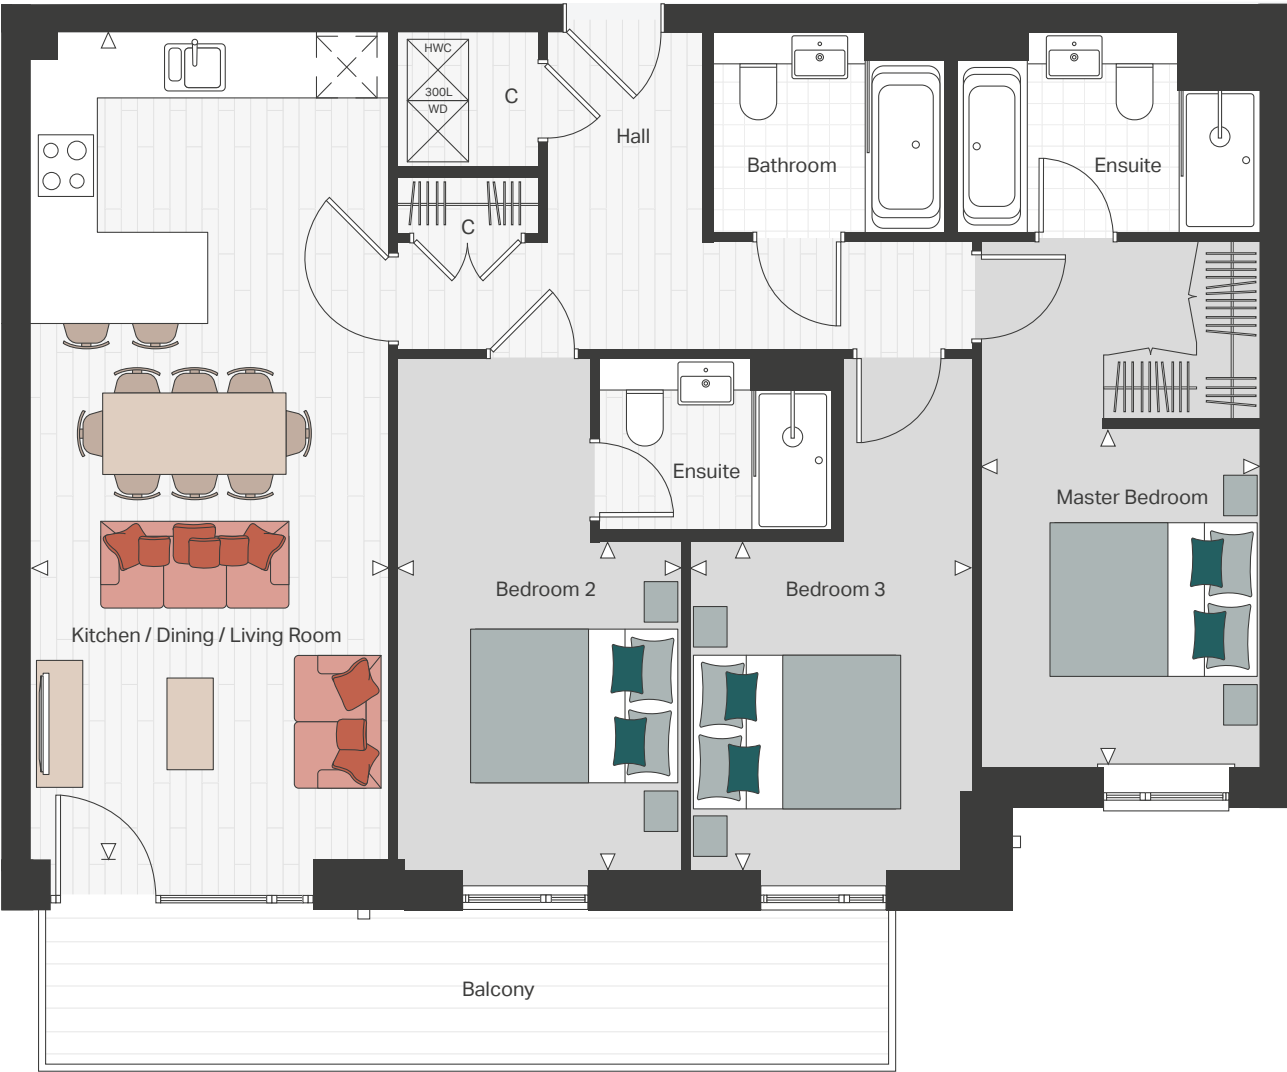 HWC
300L
WD
C
Hall
Bathroom
Ensuite
C
Ensuite
Master Bedroom
Bedroom 2
Bedroom 3
Kitchen / Dining / Living Room
Balcony